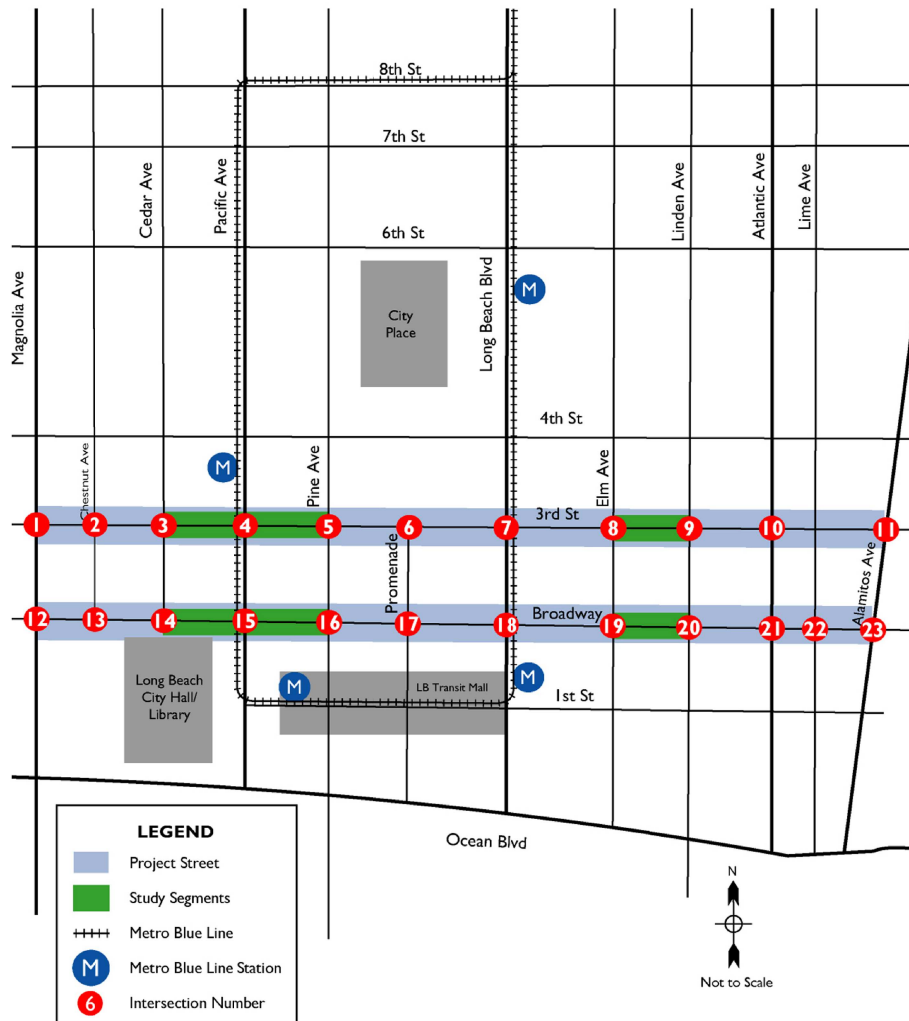 8th St
7th St
Cedar Ave
Pacific Ave
Linden Ave
Atlantic Ave
Lime Ave
6th St
Magnolia Ave
Long Beach Blvd
M
City
Place
4th St
Chestnut Ave
M
Pine Ave
Elm Ave
3rd St
1
2
3
4
5
6
7
8
9
10
11
Promenade
Alamitos Ave
Broadway
12
13
14
15
16
17
18
19
20
21
22
23
Long Beach
City Hall/
Library
M
LB Transit Mall
M
1st St
Ocean Blvd
LEGEND
Project Street
Study Segments
Metro Blue Line
M Metro Blue Line Station
6 Intersection Number
N
Not to Scale